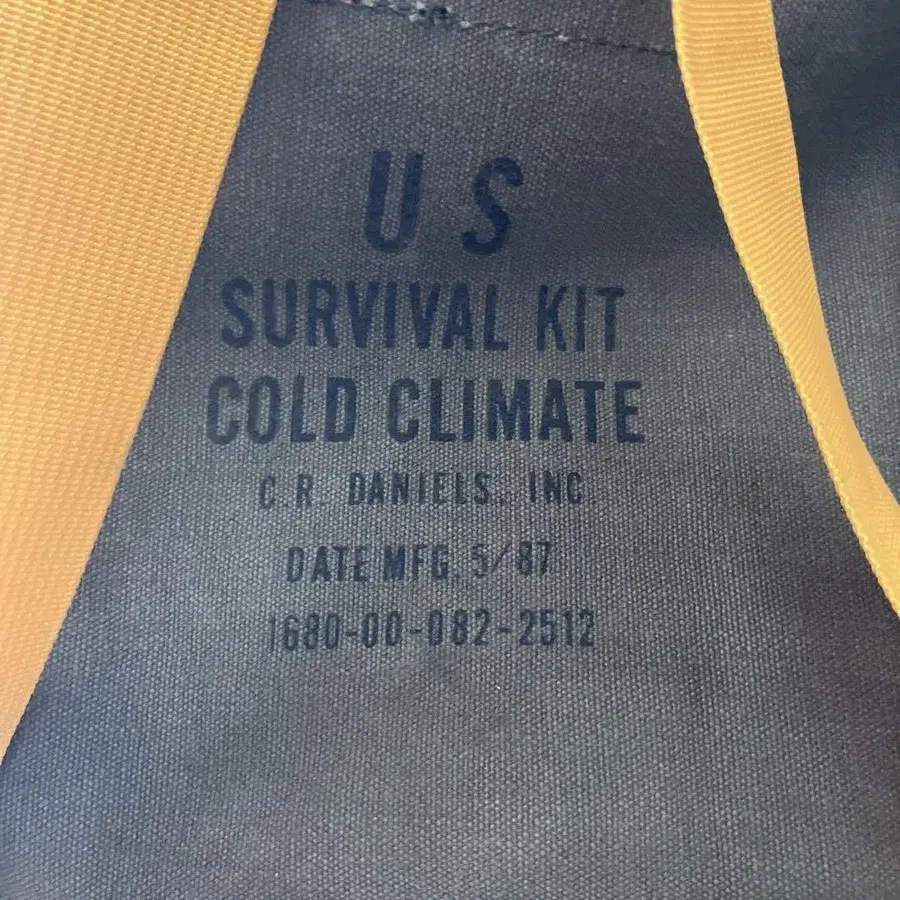 U S
SURVIVAL KIT
COLD CLIMATE
C.R. DANIELS, INC
DATE MFG. 5/87
1680-00-082-2512